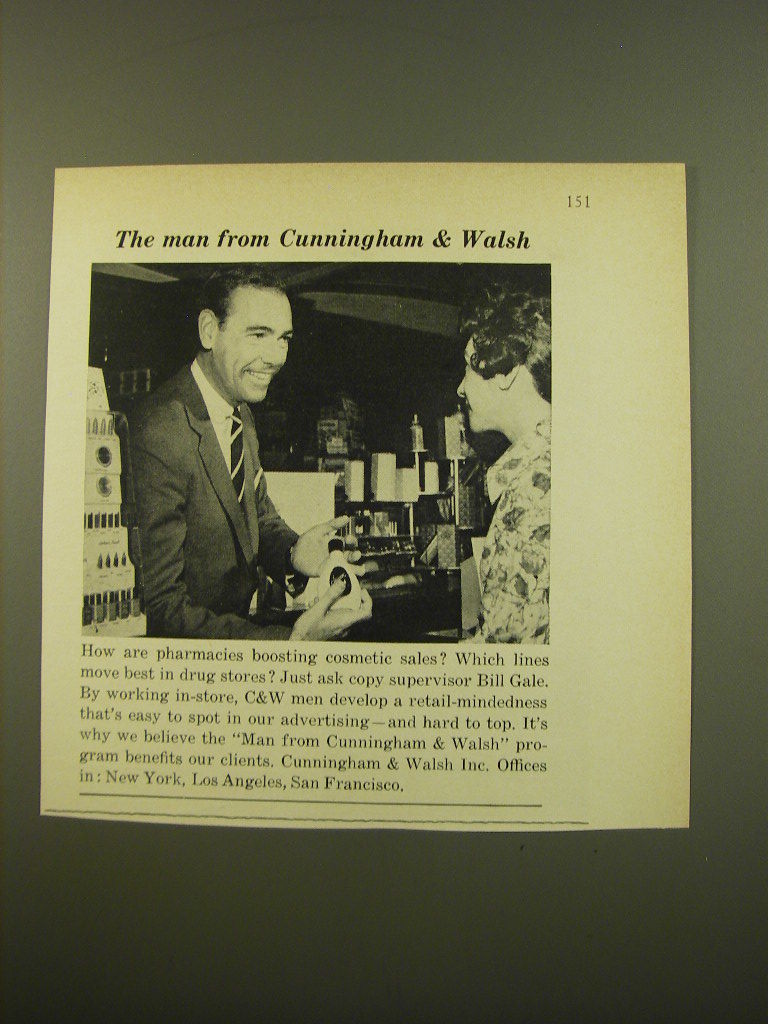 151
The man from Cunningham & Walsh
How are pharmacies boosting cosmetic sales? Which lines
move best in drug stores? Just ask copy supervisor Bill Gale.
By working in-store, C&W men develop a retail-mindedness
that's easy to spot in our advertising—and hard to top. It's
why we believe the "Man from Cunningham & Walsh" pro-
gram benefits our clients. Cunningham & Walsh Inc. Offices
in: New York, Los Angeles, San Francisco.